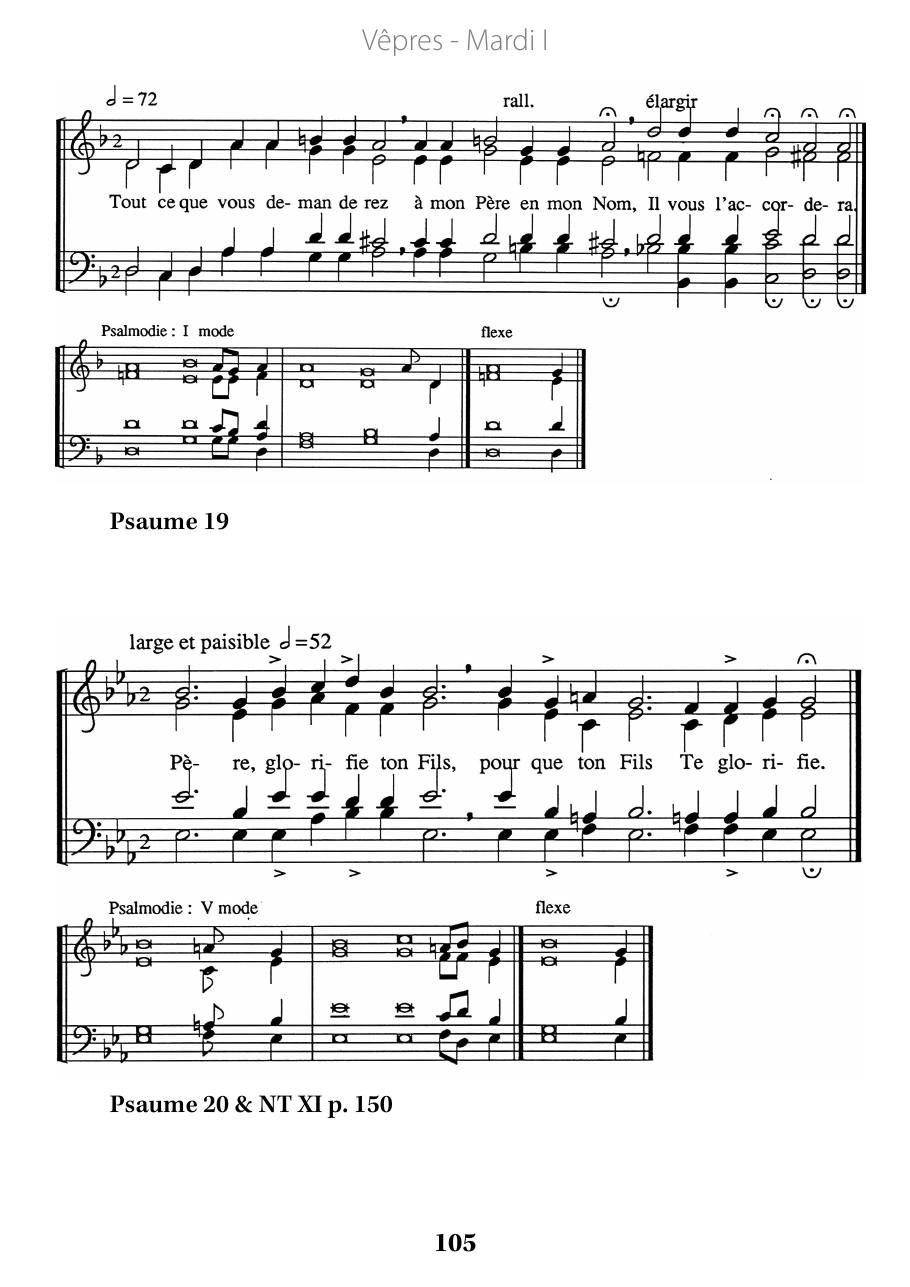 Vêpres - Mardi I
= 72 rall. élargir
Tout ce que vous de- man de rez à mon Père en mon Nom, Il vous l'ac- cor- de- ra.
Psalmodie : I mode flexe
Psaume 19
large et paisible =52
Pè- re, glo- ri- fie ton Fils, pour que ton Fils Te glo- ri- fie.
Psalmodie : V mode flexe
Psaume 20 & NT XI p. 150
105